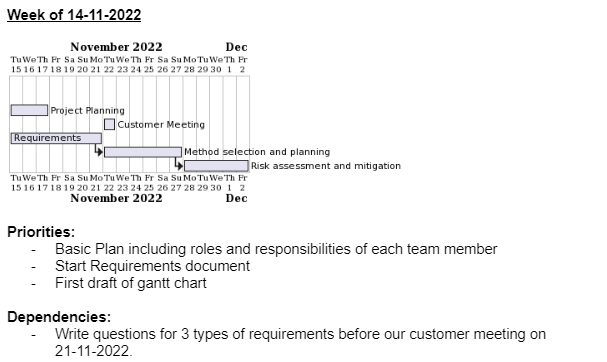 Week of 14-11-2022
November 2022 Dec
Tu We Th Fr Sa Su Mo Tu We Th Fr Sa Su Mo Tu We Th Fr
15 16 17 18 19 20 21 22 23 24 25 26 27 28 29 30 1 2
Project Planning
Customer Meeting
Requirements
Method selection and planning
Risk assessment and mitigation
Tu We Th Fr Sa Su Mo Tu We Th Fr Sa Su Mo Tu We Th Fr
15 16 17 18 19 20 21 22 23 24 25 26 27 28 29 30 1 2
November 2022 Dec
Priorities:
- Basic Plan including roles and responsibilities of each team member
- Start Requirements document
- First draft of gantt chart
Dependencies:
- Write questions for 3 types of requirements before our customer meeting on
21-11-2022.